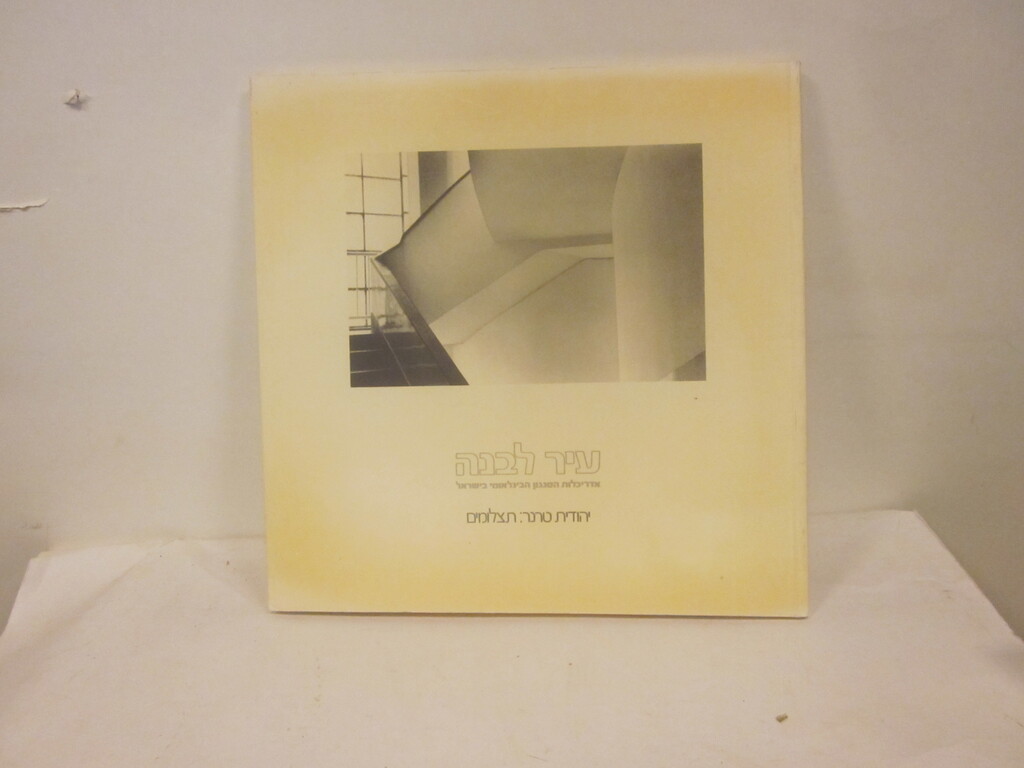 עיר לבנה
אדריכלות הסגנון הבינלאומי בישראל
יהודית טרנר: תצלומים